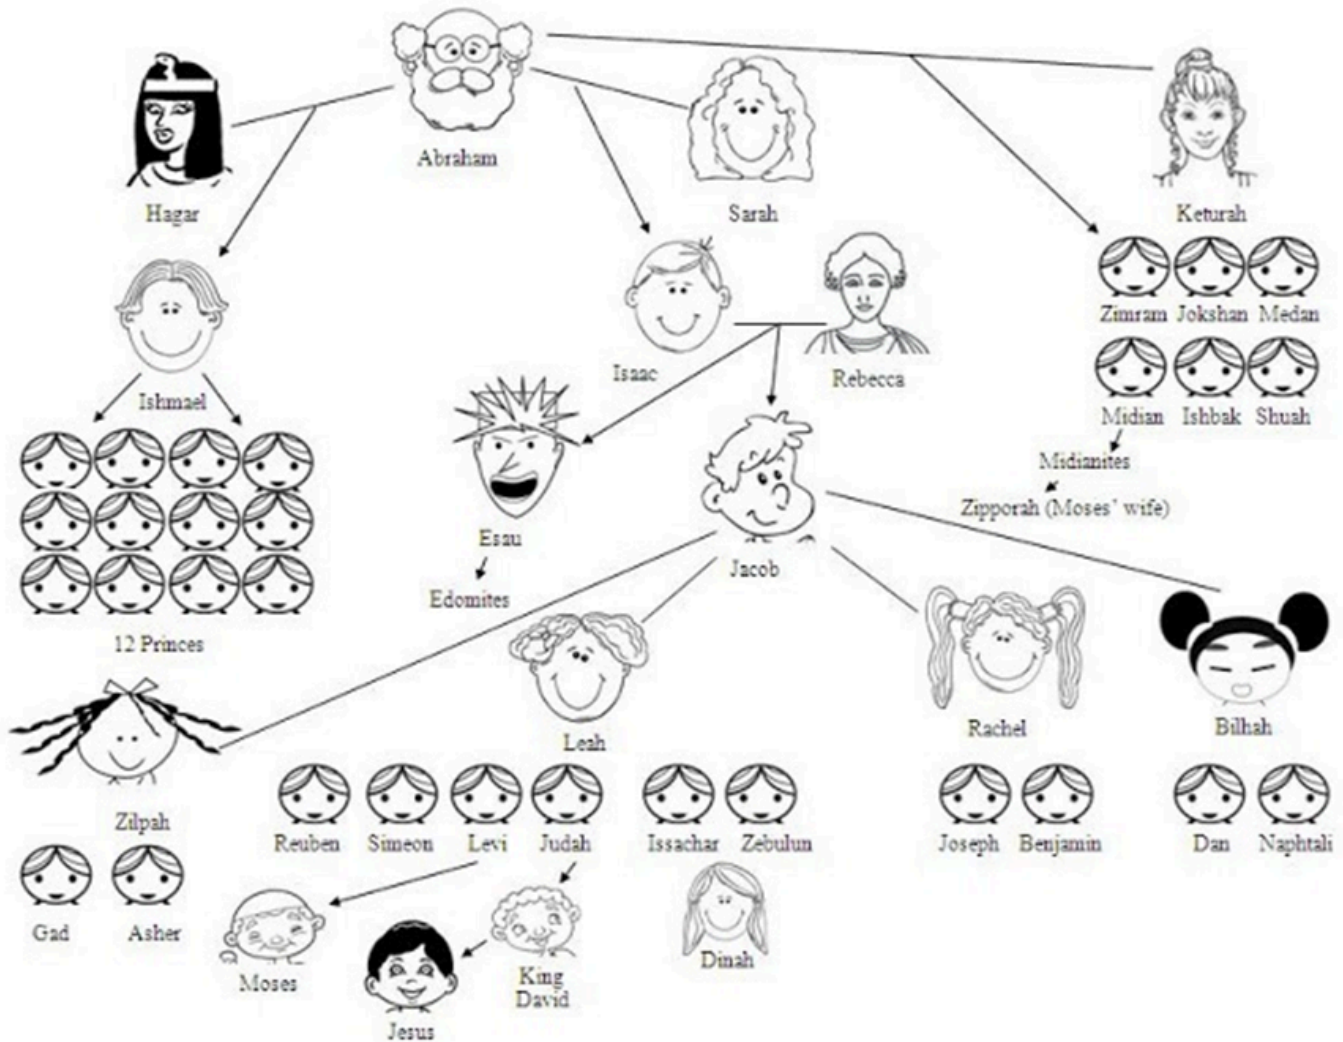 Abraham
Hagar
Sarah
Keturah
Zimram Jokshan Medan
Isaac
Rebecca
Ishmael
Midian Ishbak Shuah
Midianites
Zipporah (Moses' wife)
Esau
Jacob
Edomites
12 Princes
Leah
Rachel
Bilhah
Zilpah
Reuben Simeon Levi Judah Issachar Zebulun
Joseph Benjamin
Dan Naphtali
Gad Asher
Moses
King
David
Dinah
Jesus